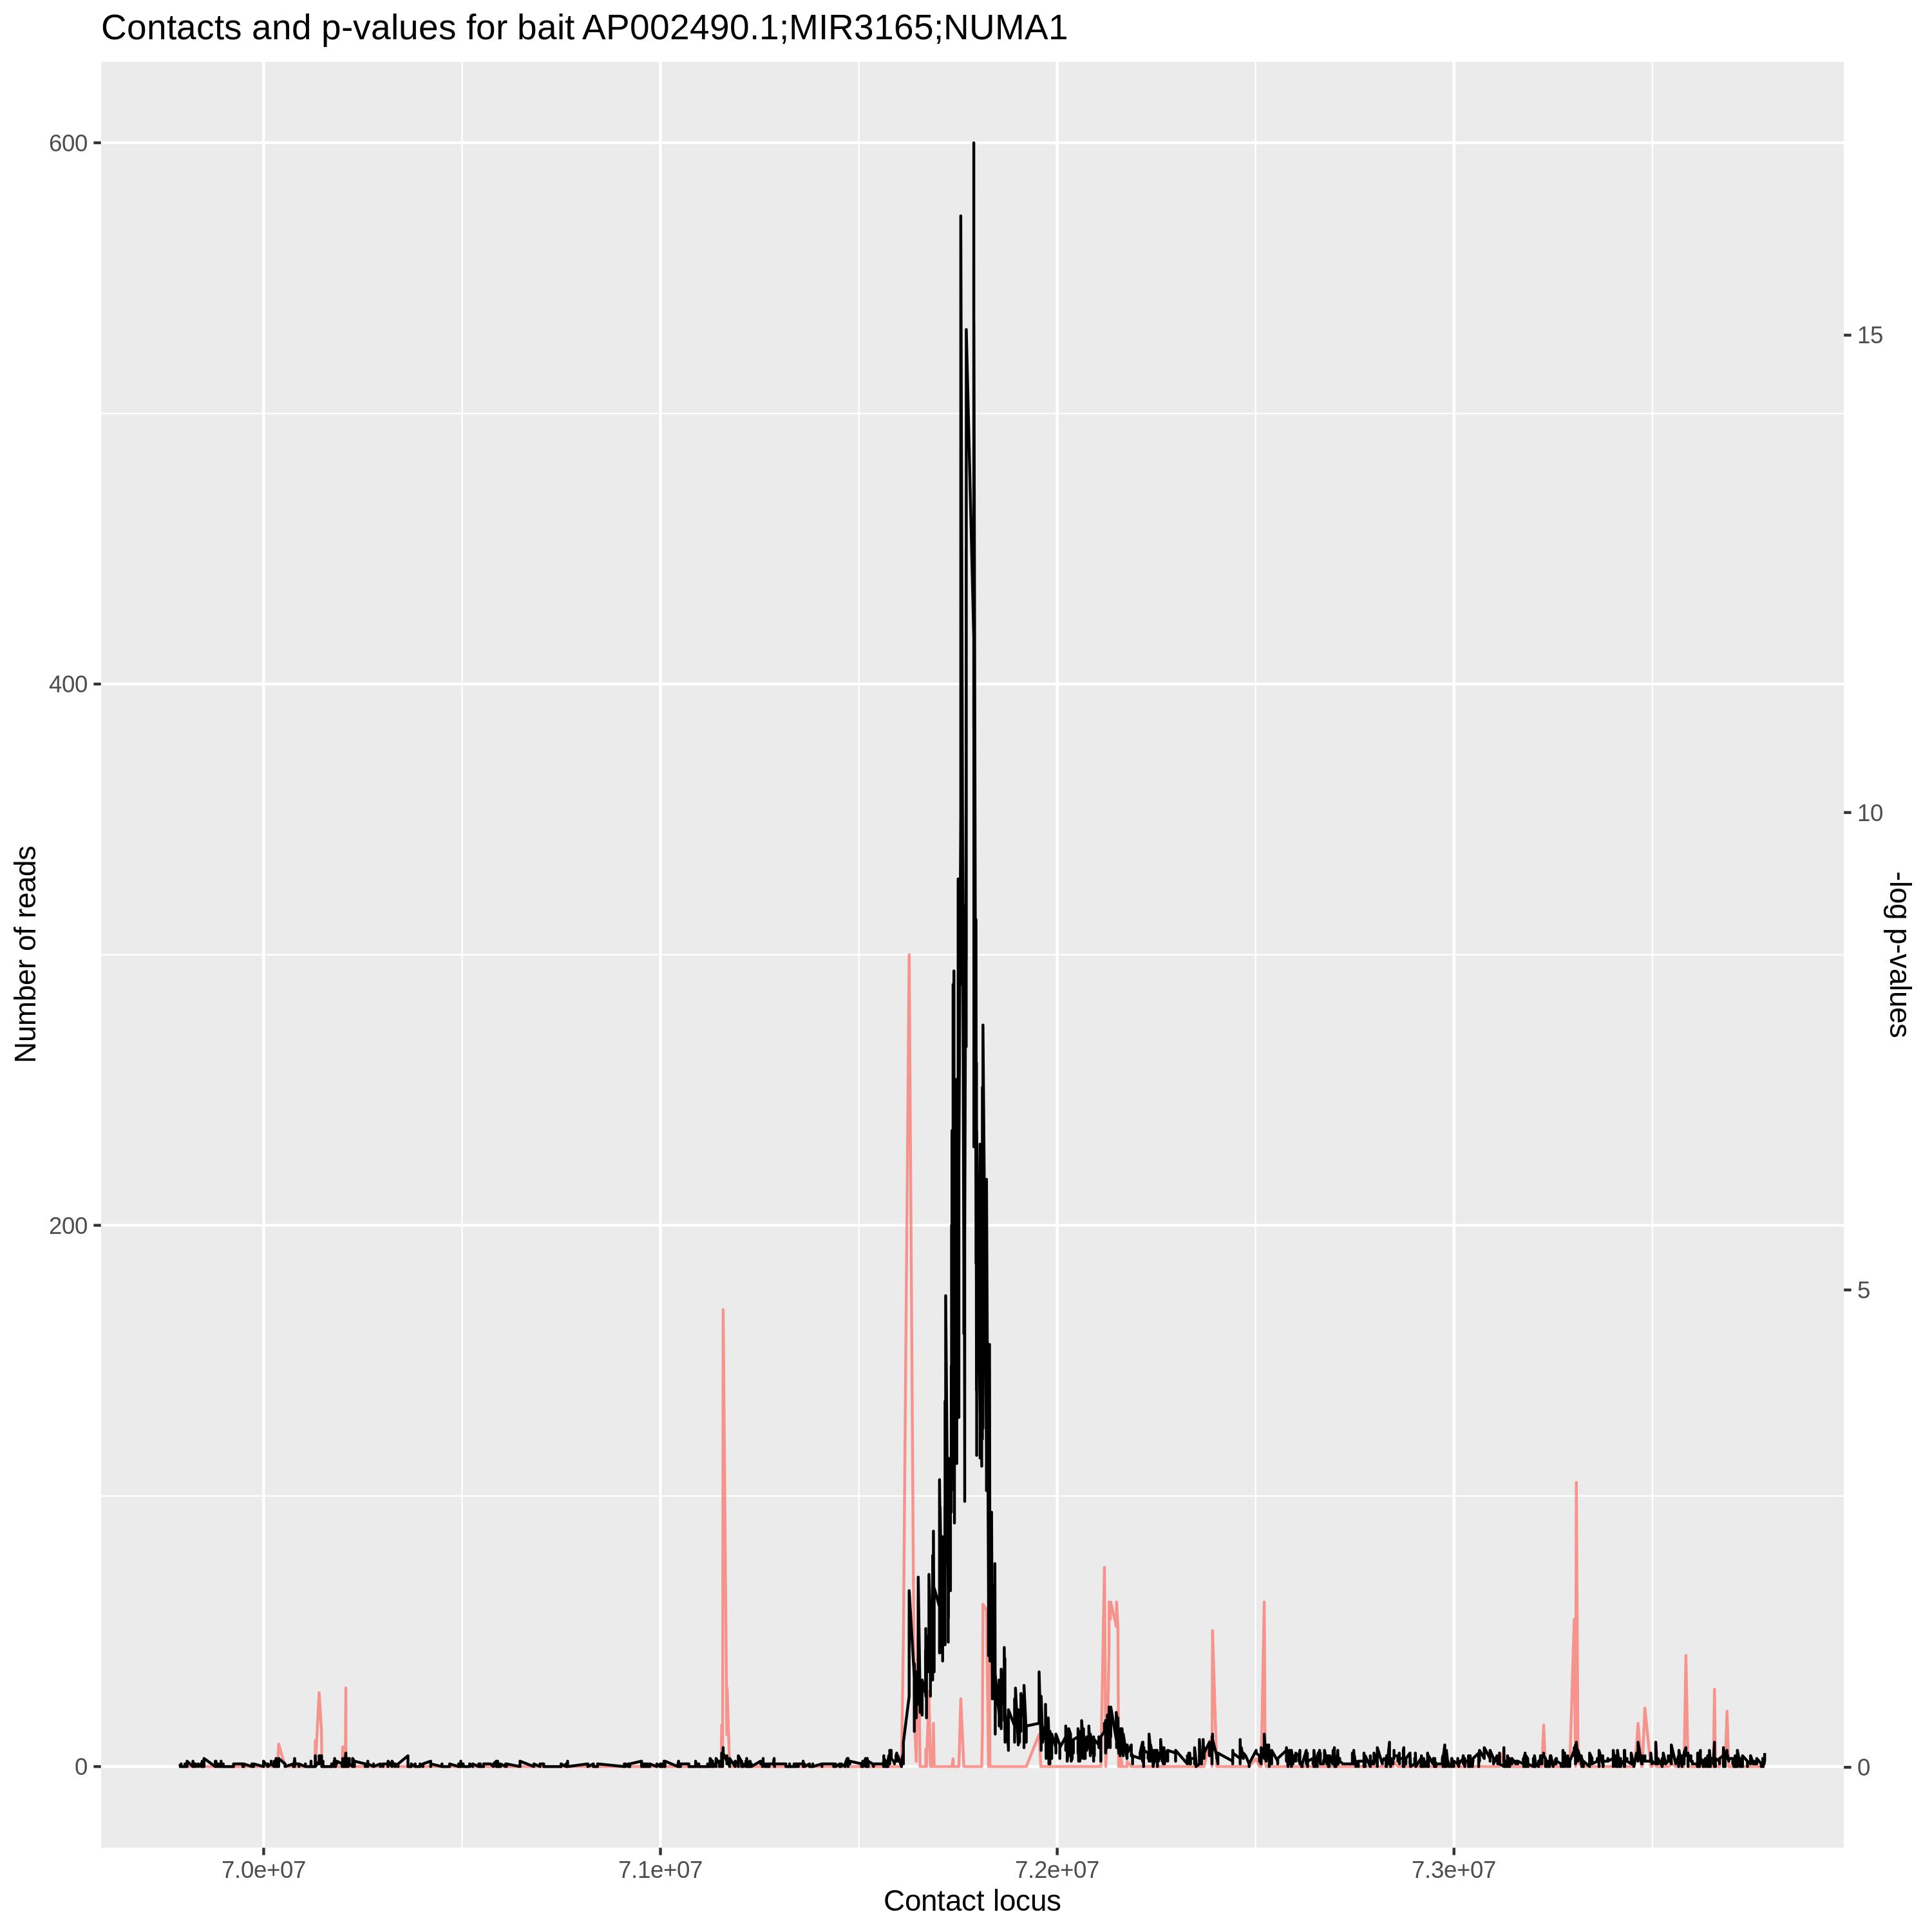 Contacts and p-values for bait AP002490.1;MIR3165;NUMA1
600
400
200
0
Number of reads
15
10
5
0
-log p-values
7.0e+07
7.1e+07
7.2e+07
7.3e+07
Contact locus